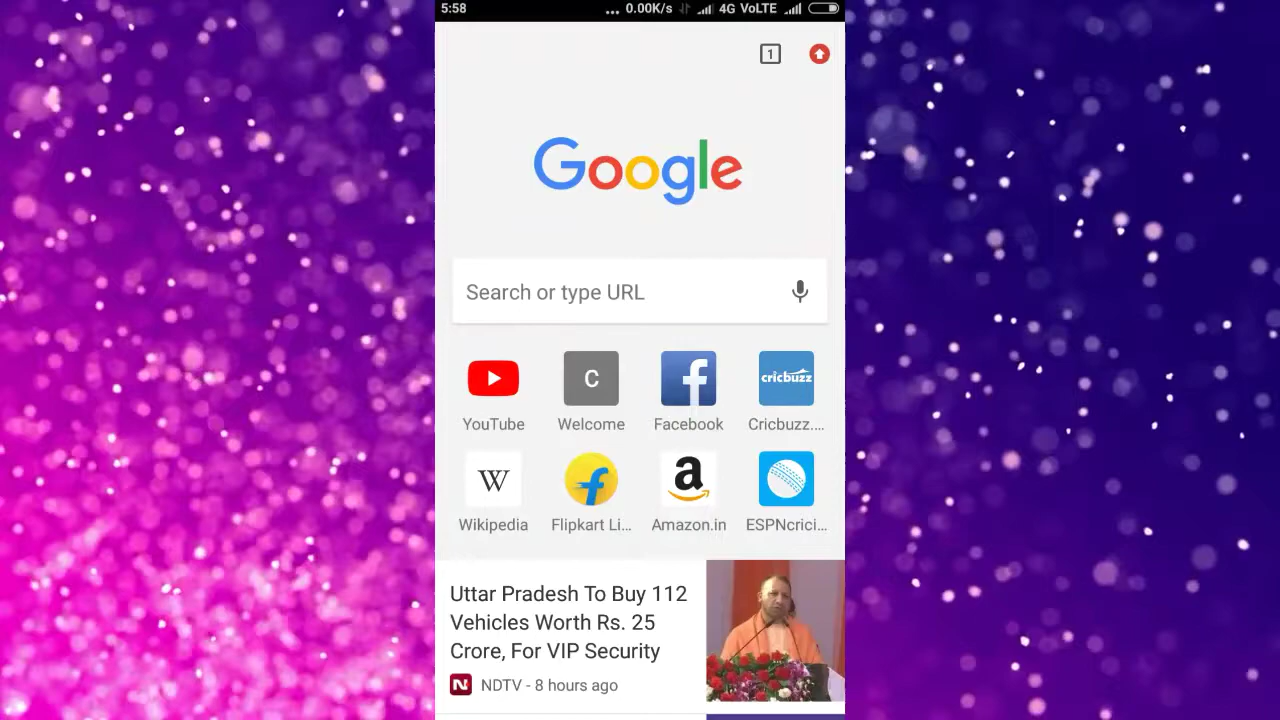 5:58 ... 0.00K/s 4G VoLTE
1
Google
Search or type URL
C
cricbuzz
YouTube Welcome Facebook Cricbuzz....
W
a
Wikipedia Flipkart Li... Amazon.in ESPNcrici...
Uttar Pradesh To Buy 112
Vehicles Worth Rs. 25
Crore, For VIP Security
N NDTV - 8 hours ago